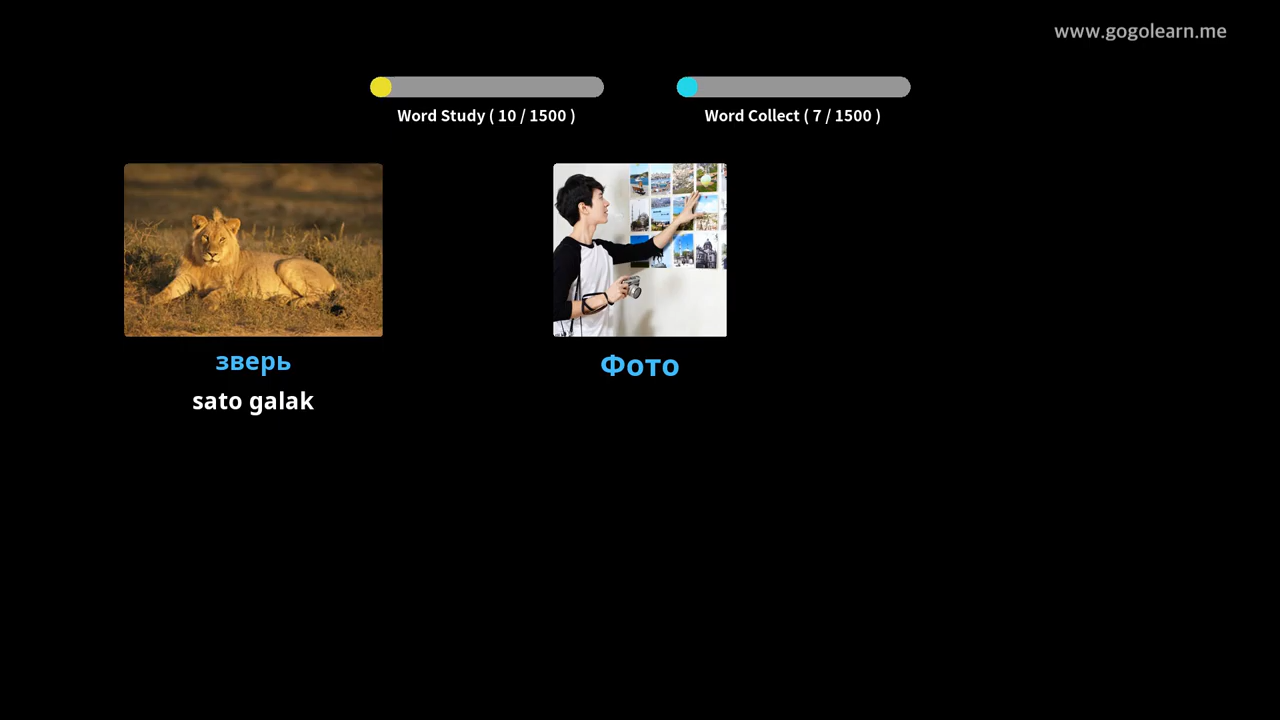 www.gogolearn.me
Word Study ( 10 / 1500 )
Word Collect ( 7 / 1500 )
зверь
sato galak
Фото